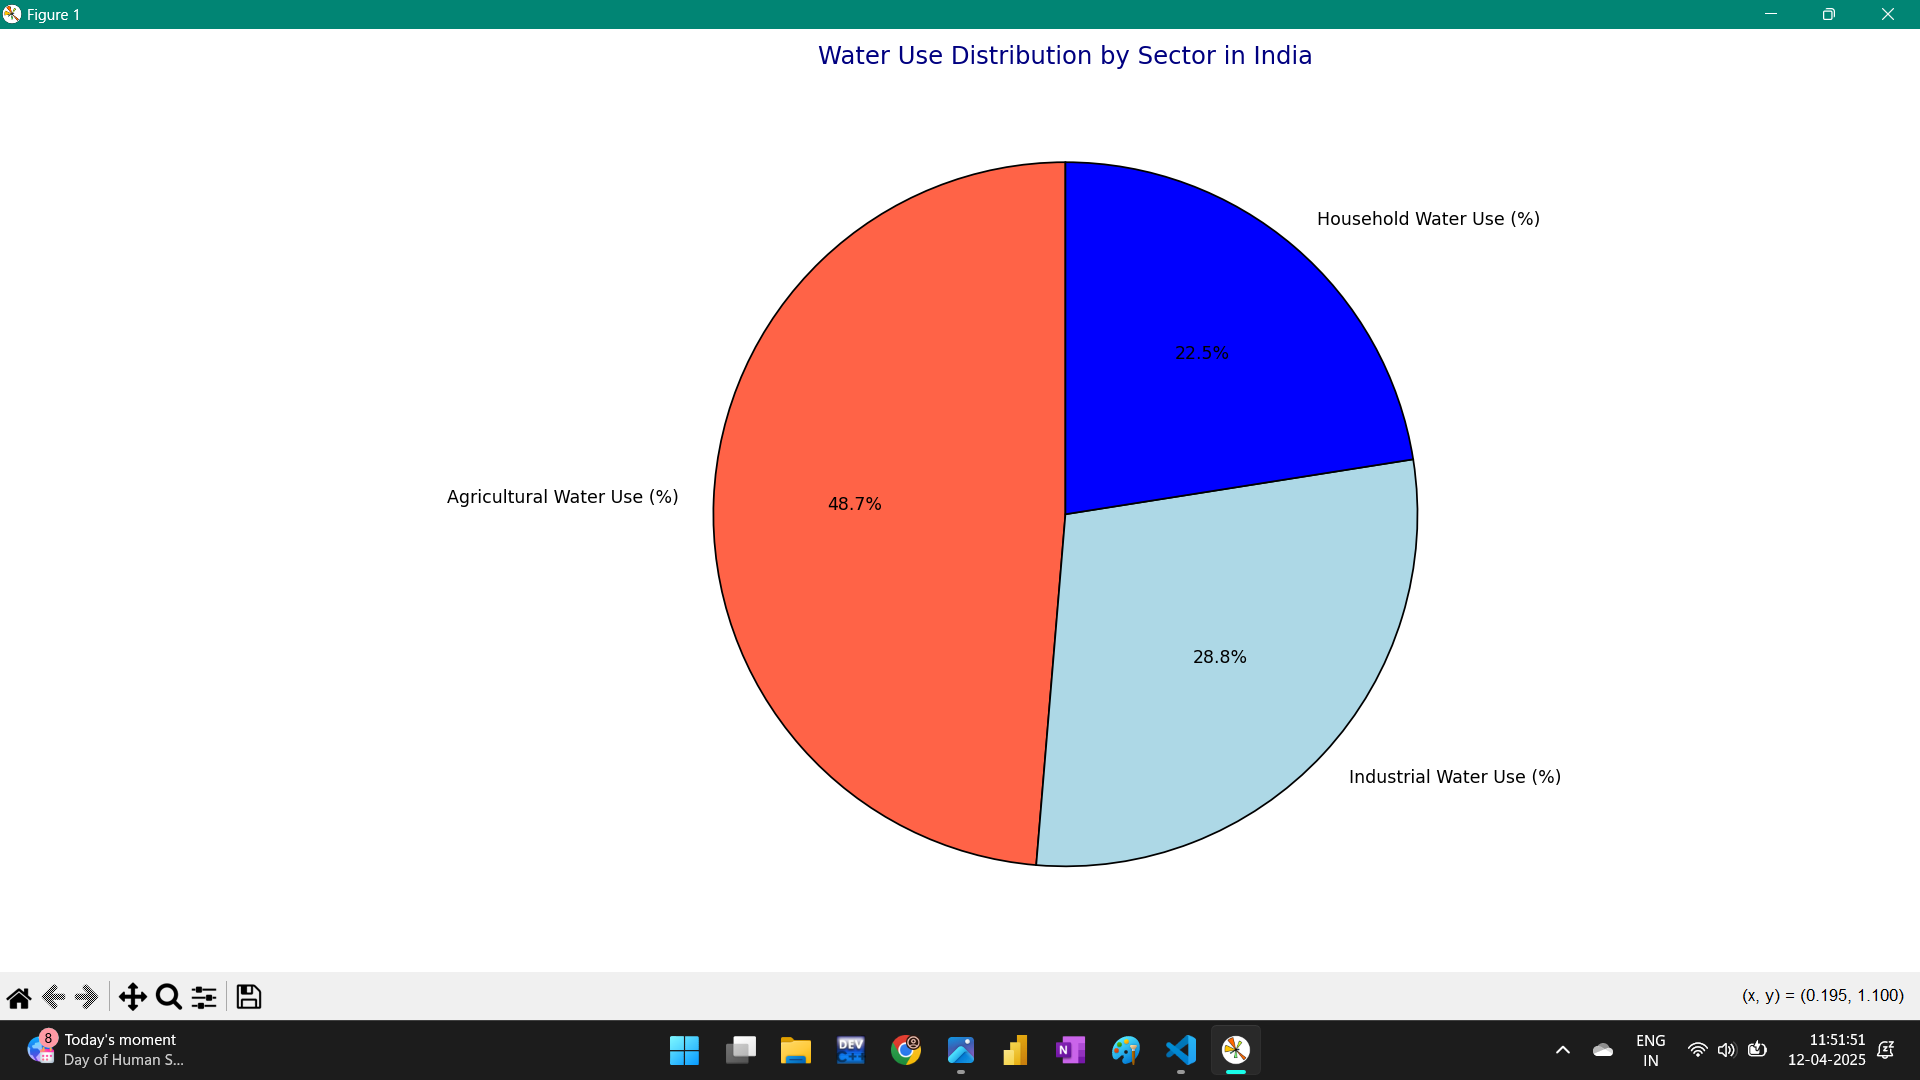 Figure 1
Water Use Distribution by Sector in India
Household Water Use (%)
22.5%
Agricultural Water Use (%)
48.7%
28.8%
Industrial Water Use (%)
(x, y) = (0.195, 1.100)
8
Today's moment
Day of Human S...
DEV
C++
N
ENG
IN
11:51:51
12-04-2025